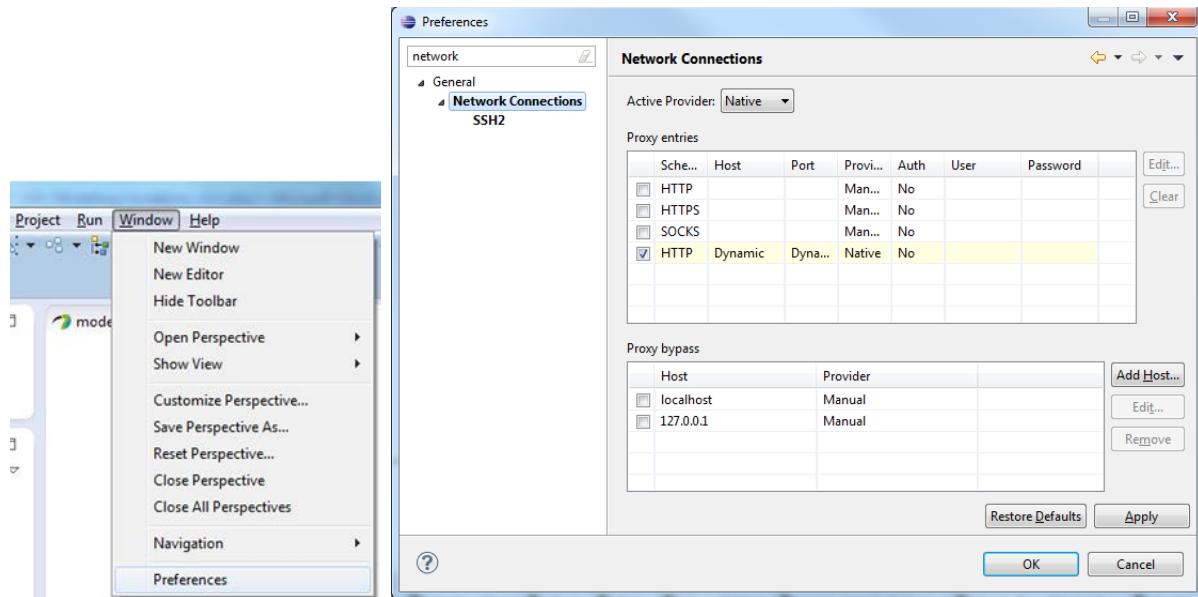 Project Run Window Help
New Window
New Editor
Hide Toolbar
mode
Open Perspective
Show View
Customize Perspective...
Save Perspective As...
Reset Perspective...
Close Perspective
Close All Perspectives
Navigation
Preferences
Preferences
network
General
Network Connections
SSH2
Network Connections
Active Provider: Native
Proxy entries
Sche... Host Port Provi... Auth User Password
HTTP Man... No
HTTPS Man... No
SOCKS Man... No
HTTP Dynamic Dyna... Native No
Edit...
Clear
Proxy bypass
Host Provider
localhost Manual
127.0.0.1 Manual
Add Host...
Edit...
Remove
Restore Defaults Apply
? OK Cancel